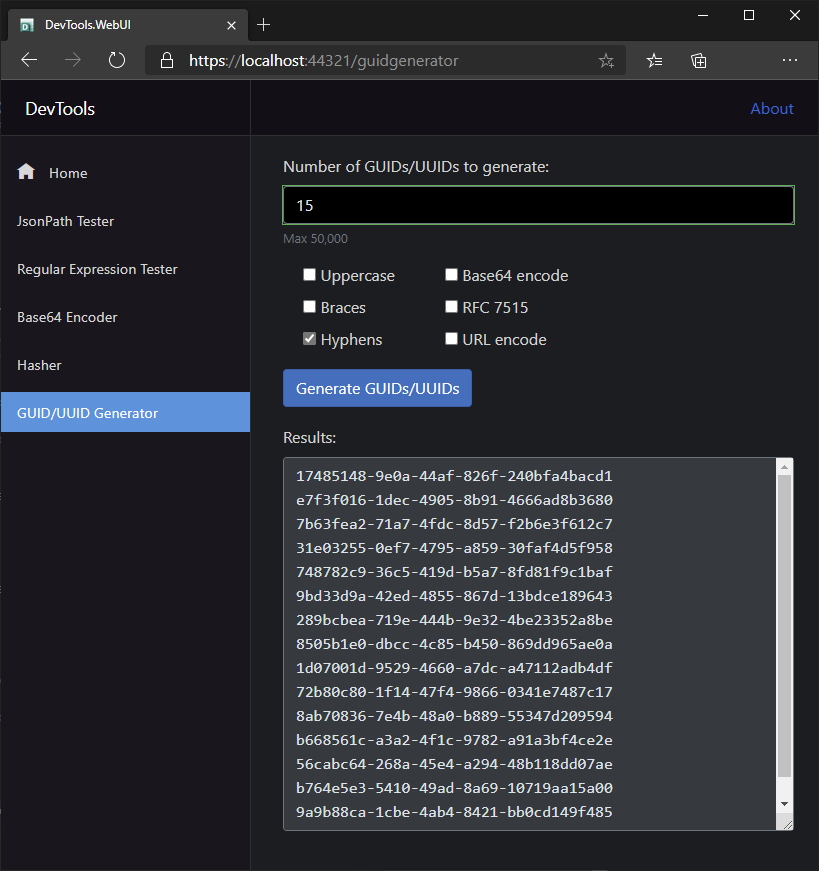 DevTools.WebUI
https://localhost:44321/guidgenerator
DevTools
About
Home
JsonPath Tester
Regular Expression Tester
Base64 Encoder
Hasher
GUID/UUID Generator
Number of GUIDs/UUIDs to generate:
15
Max 50,000
Uppercase
Base64 encode
Braces
RFC 7515
Hyphens
URL encode
Generate GUIDs/UUIDs
Results:
17485148-9e0a-44af-826f-240bfa4bacd1
e7f3f016-1dec-4905-8b91-4666ad8b3680
7b63fea2-71a7-4fdc-8d57-f2b6e3f612c7
31e03255-0ef7-4795-a859-30faf4d5f958
748782c9-36c5-419d-b5a7-8fd81f9c1baf
9bd33d9a-42ed-4855-867d-13bdce189643
289bcbea-719e-444b-9e32-4be23352a8be
8505b1e0-dbcc-4c85-b450-869dd965ae0a
1d07001d-9529-4660-a7dc-a47112adb4df
72b80c80-1f14-47f4-9866-0341e7487c17
8ab70836-7e4b-48a0-b889-55347d209594
b668561c-a3a2-4f1c-9782-a91a3bf4ce2e
56cabc64-268a-45e4-a294-48b118dd07ae
b764e5e3-5410-49ad-8a69-10719aa15a00
9a9b88ca-1cbe-4ab4-8421-bb0cd149f485